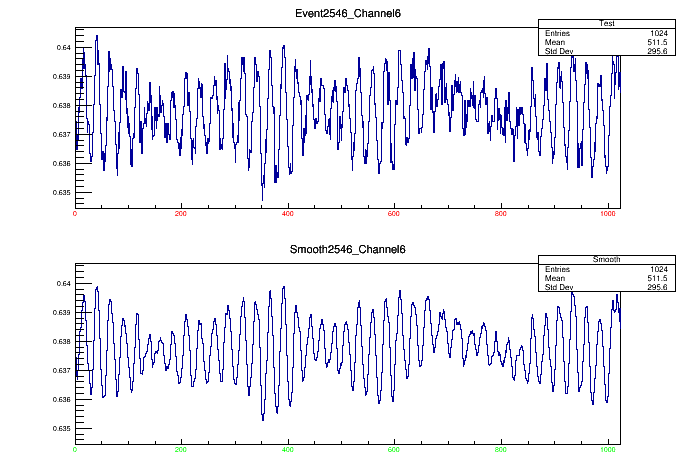 Event2546_Channel6
Test
Entries 1024
Mean 511.5
Std Dev 295.6
0.64
0.639
0.638
0.637
0.636
0.635
0 200 400 600 800 1000
Smooth2546_Channel6
Smooth
Entries 1024
Mean 511.5
Std Dev 295.6
0.64
0.639
0.638
0.637
0.636
0.635
0 200 400 600 800 1000